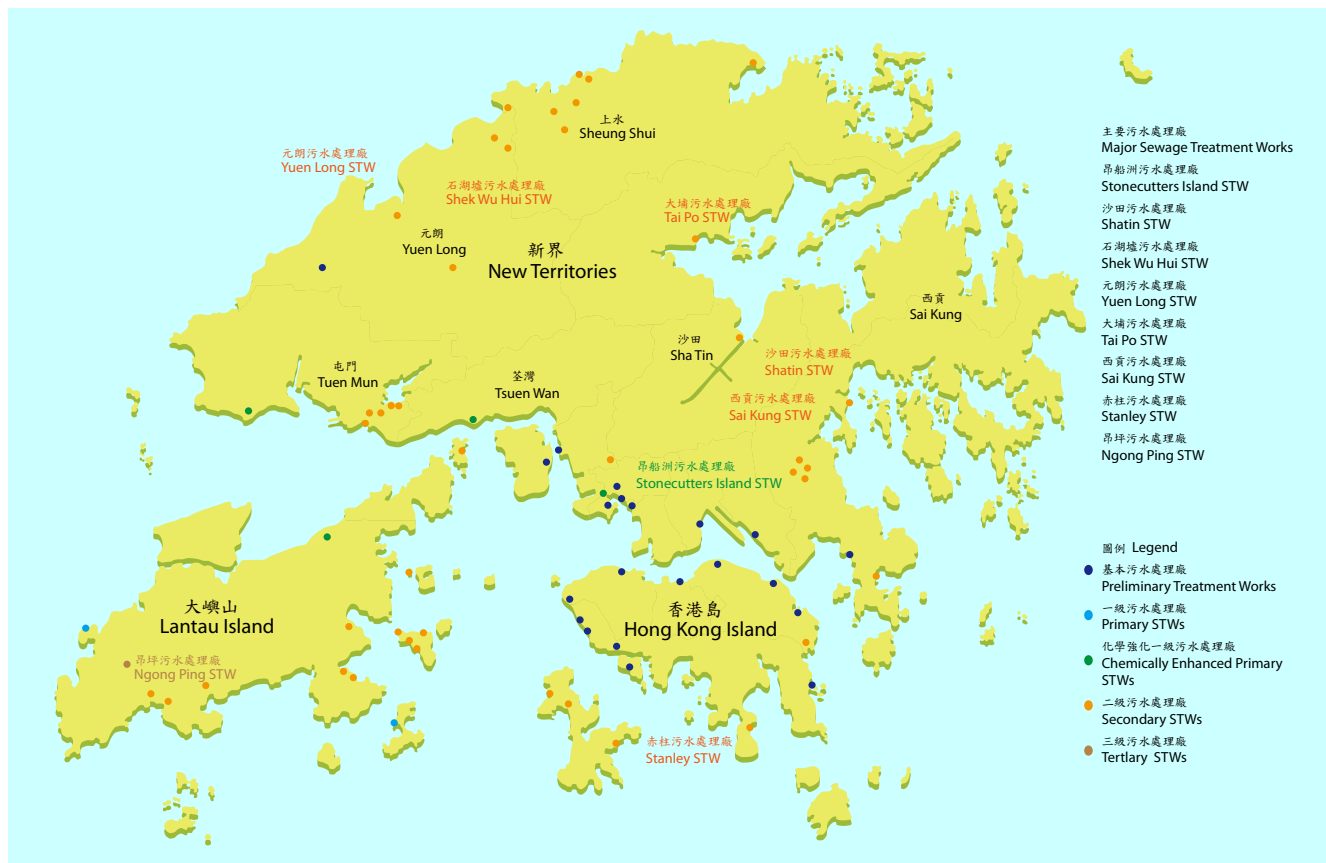 上水
Sheung Shui
元朗污水處理廠
Yuen Long STW
石湖墟污水處理廠
Shek Wu Hui STW
大埔污水處理廠
Tai Po STW
元朗
Yuen Long
新界
New Territories
西貢
Sai Kung
沙田
Sha Tin
沙田污水處理廠
Shatin STW
屯門
Tuen Mun
荃灣
Tsuen Wan
西貢污水處理廠
Sai Kung STW
昂船洲污水處理廠
Stonecutters Island STW
大嶼山
Lantau Island
香港島
Hong Kong Island
昂坪污水處理廠
Ngong Ping STW
赤柱污水處理廠
Stanley STW
主要污水處理廠
Major Sewage Treatment Works
昂船洲污水處理廠
Stonecutters Island STW
沙田污水處理廠
Shatin STW
石湖墟污水處理廠
Shek Wu Hui STW
元朗污水處理廠
Yuen Long STW
大埔污水處理廠
Tai Po STW
西貢污水處理廠
Sai Kung STW
赤柱污水處理廠
Stanley STW
昂坪污水處理廠
Ngong Ping STW
圖例 Legend
基本污水處理廠
Preliminary Treatment Works
一級污水處理廠
Primary STWs
化學強化一級污水處理廠
Chemically Enhanced Primary
STWs
二級污水處理廠
Secondary STWs
三級污水處理廠
Tertlary STWs